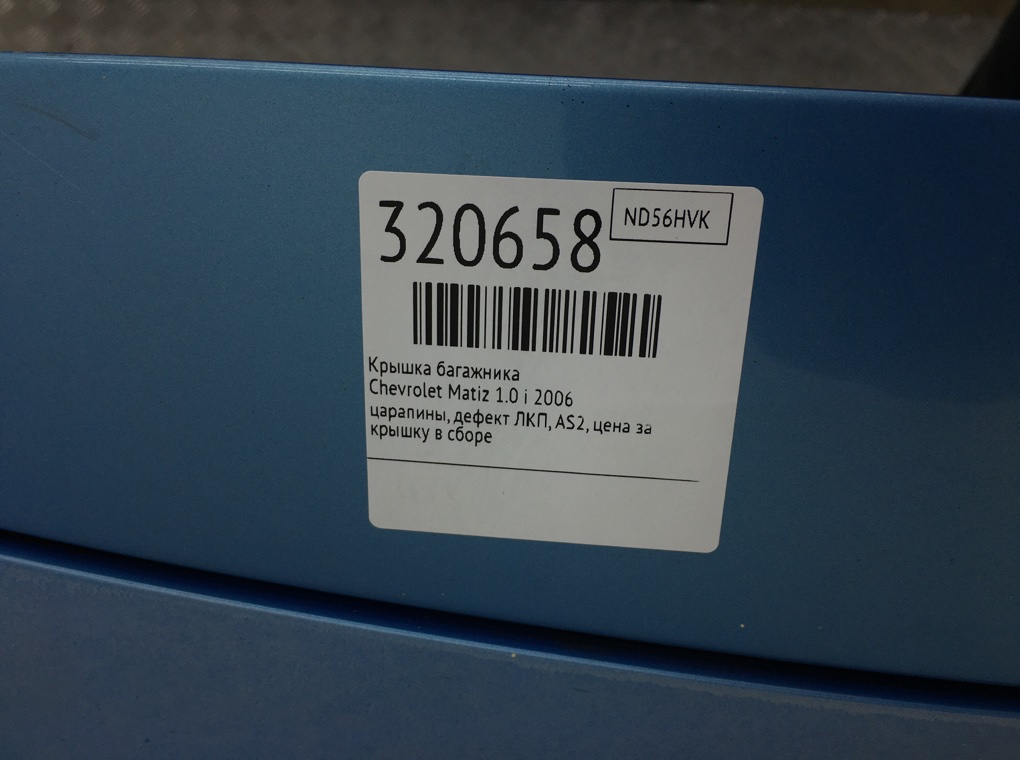 320658
ND56HVK
Крышка багажника
Chevrolet Matiz 1.0 i 2006
царапины, дефект ЛКП, AS2, цена за
крышку в сборе